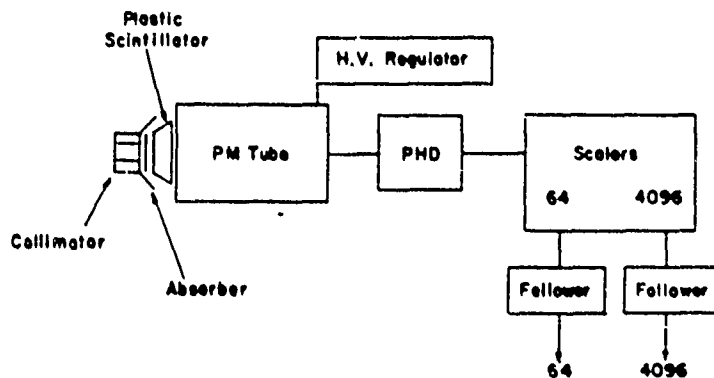 Plastic
Scintillator
H.V. Regulator
PM Tube
PHD
Scalers
64 4096
Collimator
Absorber
Follower Follower
64 4096